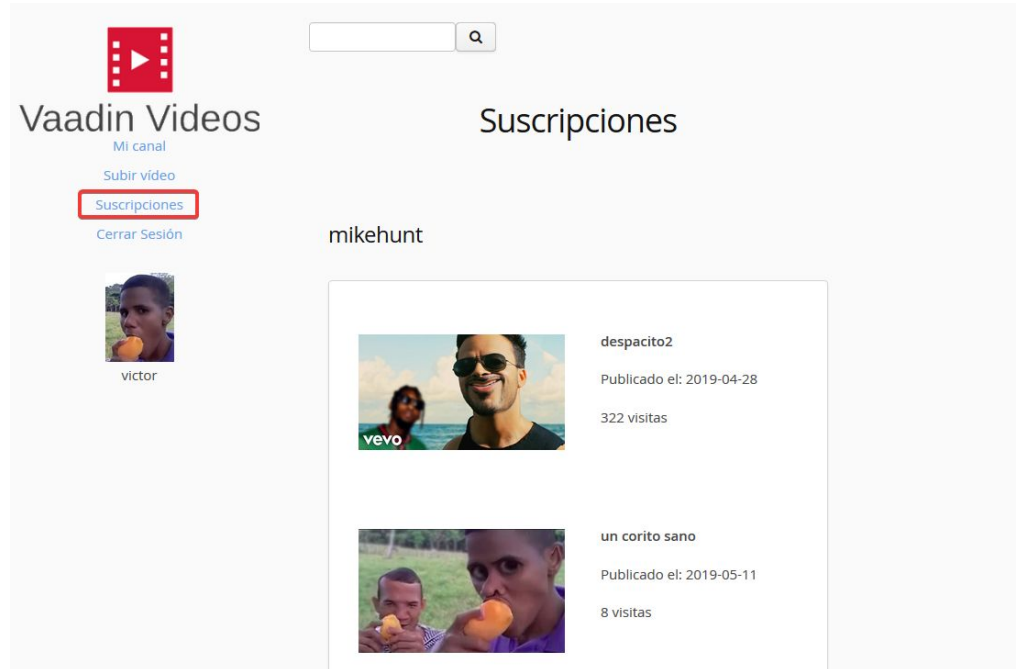 Vaadin Videos
Mi canal
Subir vídeo
Suscripciones
Cerrar Sesión
victor
Suscripciones
mikehunt
despacito2
Publicado el: 2019-04-28
322 visitas
vevo
un corito sano
Publicado el: 2019-05-11
8 visitas